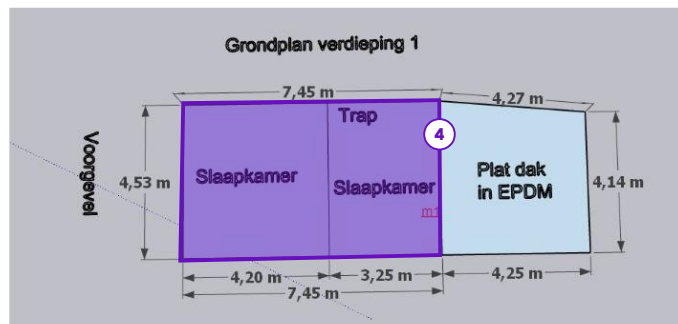 Grondplan verdieping 1
7,45 m
4,27 m
Trap
4
Voorgevel
4,53 m
Slaapkamer
Slaapkamer
Plat dak
in EPDM
4,14 m
m1
4,20 m
3,25 m
4,25 m
7,45 m